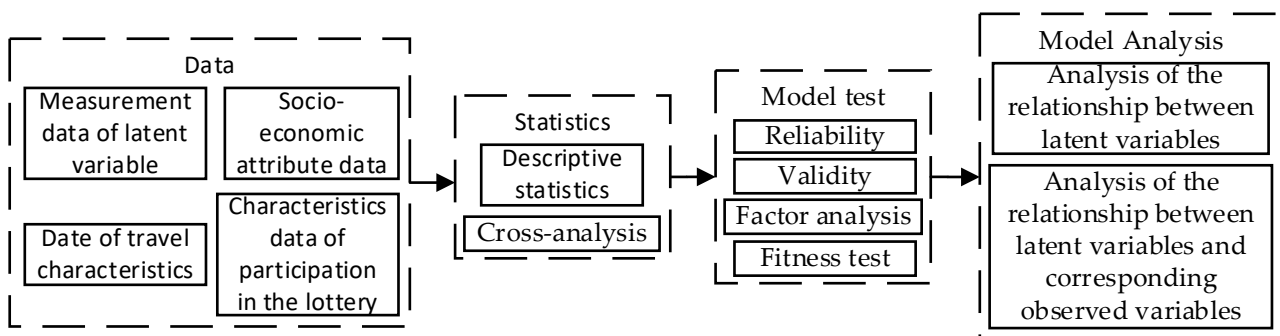 Data
Measurement
data of latent
variable
Socio-
economic
attribute data
Date of travel
characteristics
Characteristics
data of
participation
in the lottery
Statistics
Descriptive
statistics
Cross-analysis
Model test
Reliability
Validity
Factor analysis
Fitness test
Model Analysis
Analysis of the
relationship between
latent variables
Analysis of the
relationship between
latent variables and
corresponding
observed variables